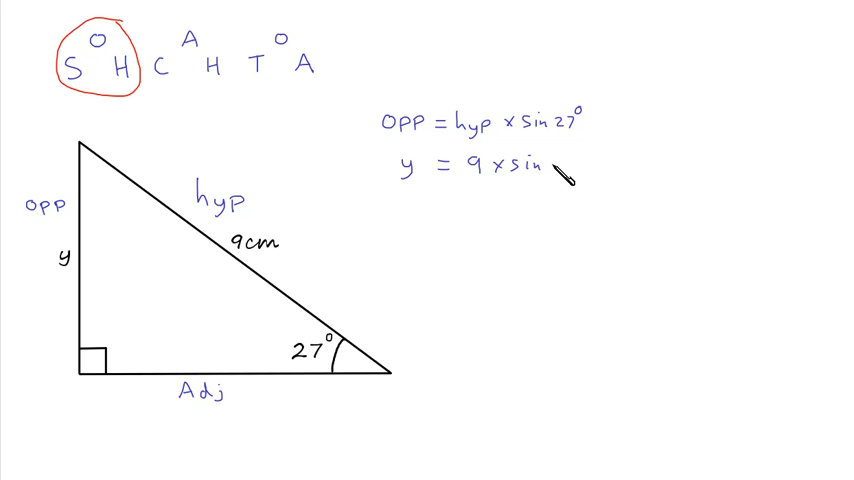 O A O
S H C H T A
OPP = hyp × sin 27°
y = 9 × sin
OPP
hyp
9cm
y
27°
Adj